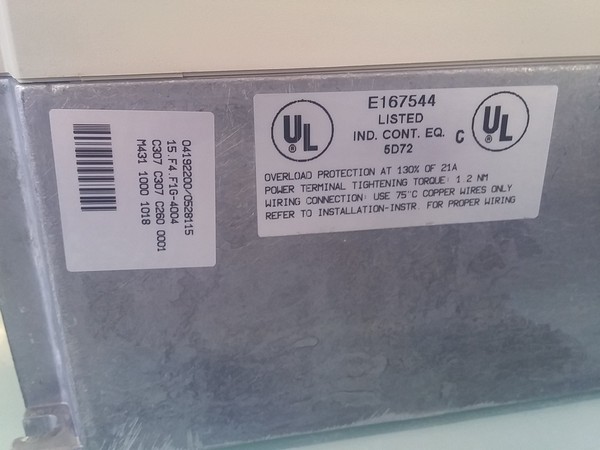 04192200/0528115
15.F4.F1G-4004
C307 C307 C260 0001
M431 1000 1018
UL
®
E167544
LISTED
IND. CONT. EQ.
5D72
C
UL
®
OVERLOAD PROTECTION AT 130% OF 21A
POWER TERMINAL TIGHTENING TORQUE: 1.2 NM
WIRING CONNECTION: USE 75°C COPPER WIRES ONLY
REFER TO INSTALLATION-INSTR. FOR PROPER WIRING